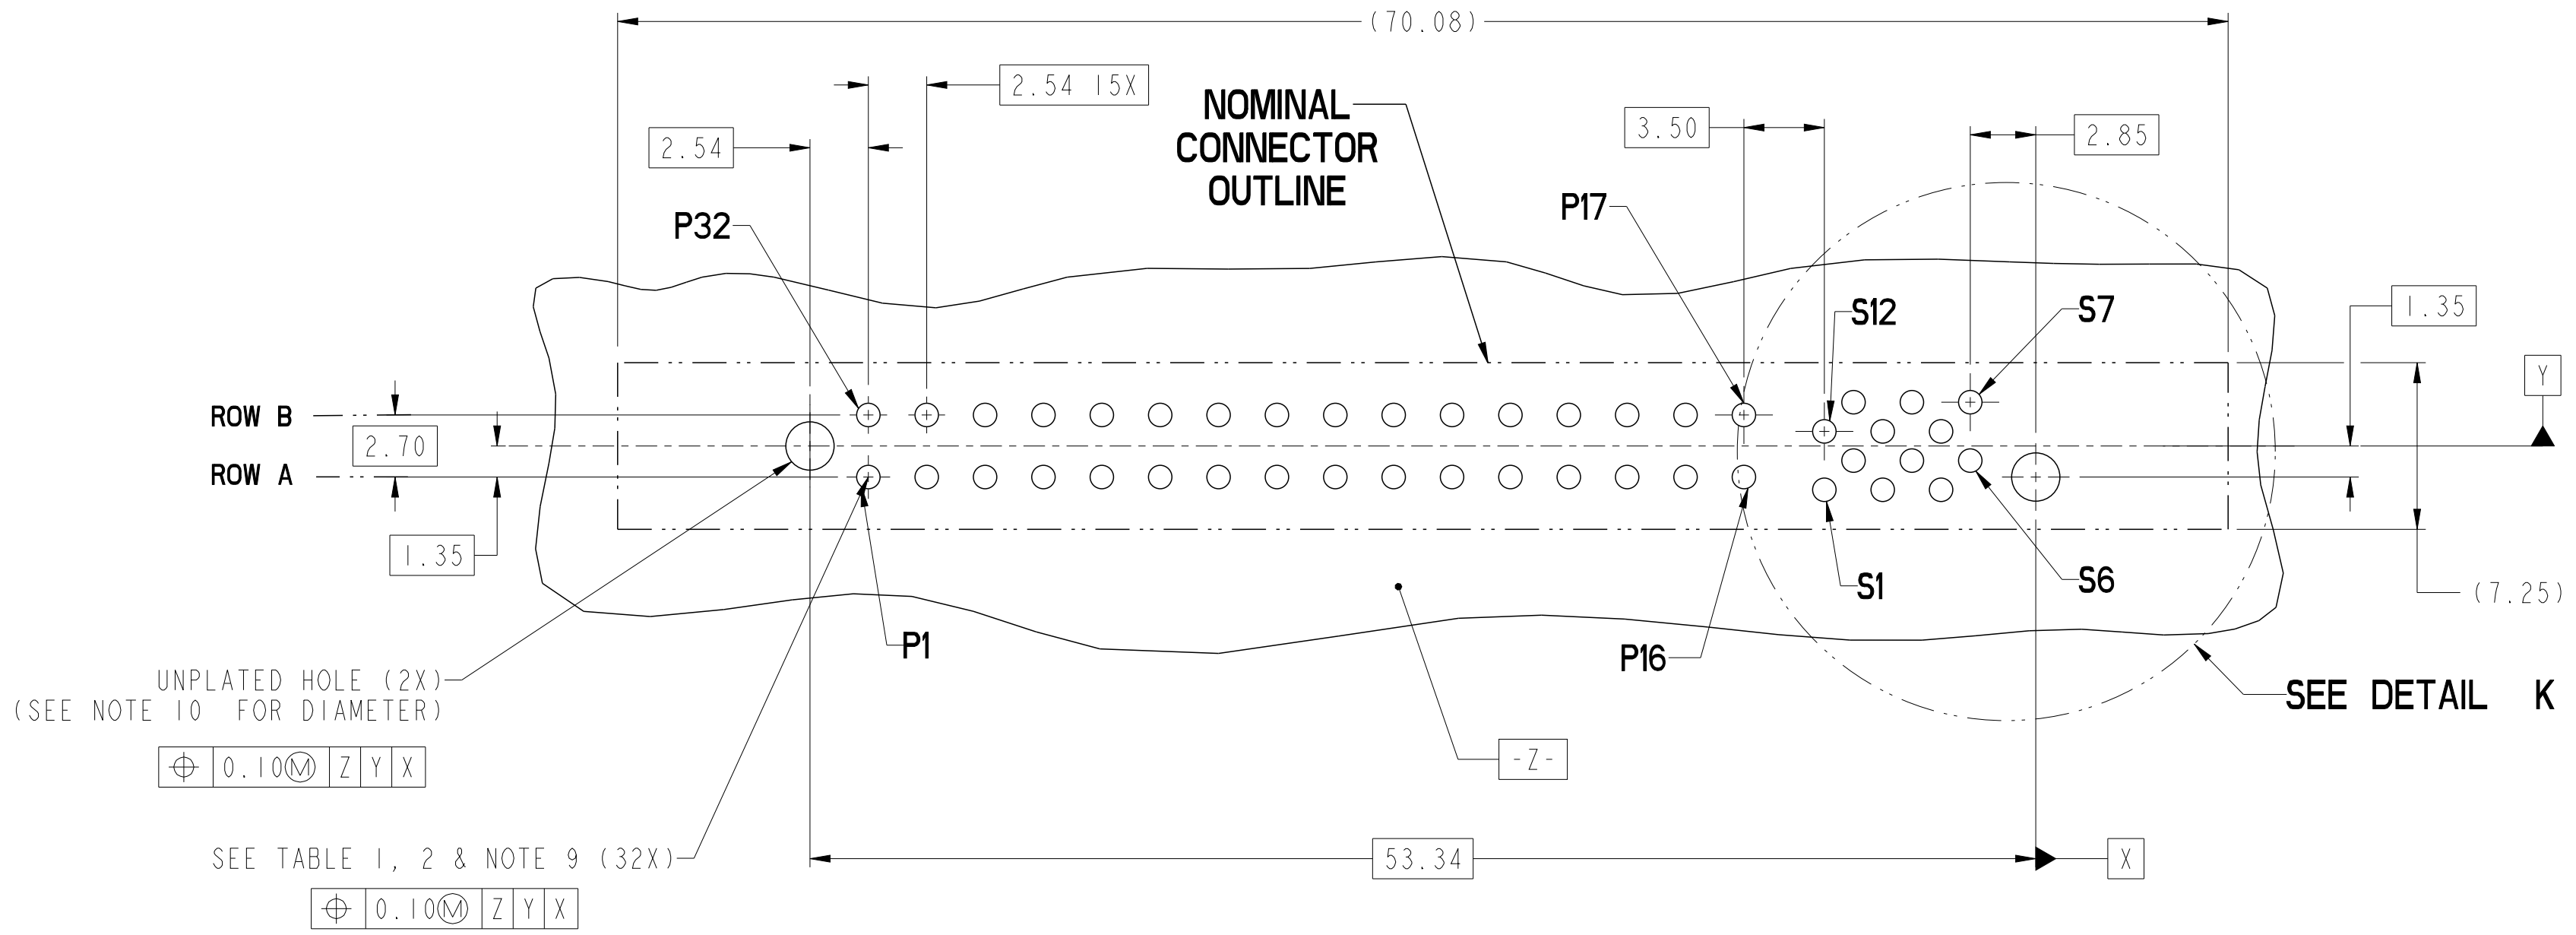 (70.08)
2.54 15X
2.54
NOMINAL
CONNECTOR
OUTLINE
3.50
2.85
P32
P17
S12
S7
1.35
Y
ROW B
2.70
ROW A
1.35
S1
S6
(7.25)
P1
P16
UNPLATED HOLE (2X)
(SEE NOTE 10 FOR DIAMETER)
SEE DETAIL K
⌖ 0.10Ⓜ Z Y X
-Z-
SEE TABLE 1, 2 & NOTE 9 (32X)
53.34
X
⌖ 0.10Ⓜ Z Y X